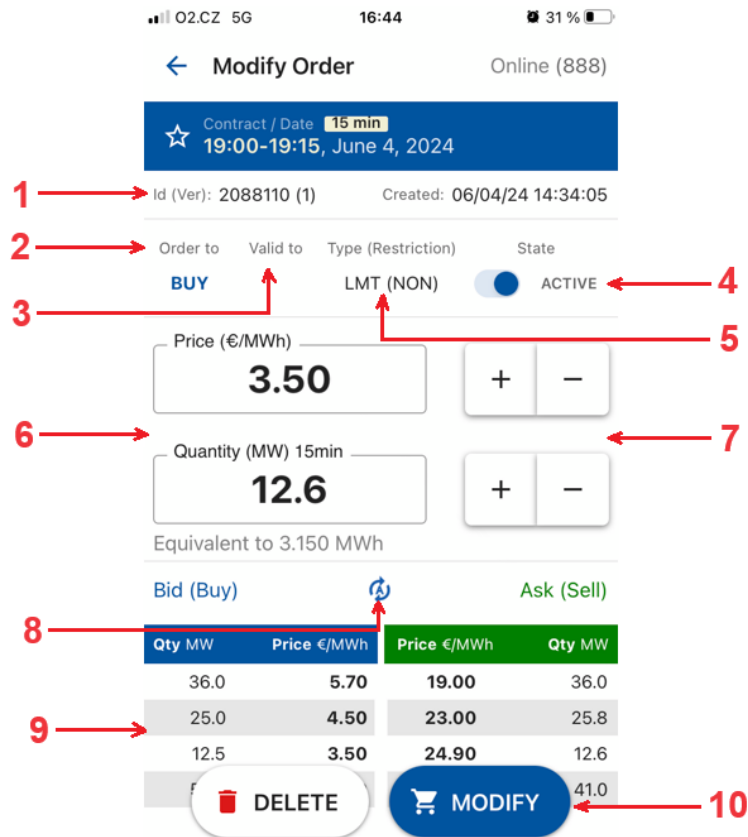 O2.CZ 5G 16:44 31 %
Modify Order Online (888)
Contract / Date 15 min
19:00-19:15, June 4, 2024
1 Id (Ver): 2088110 (1) Created: 06/04/24 14:34:05
2 Order to Valid to Type (Restriction) State
BUY LMT (NON) ACTIVE 4
3
5
Price (€/MWh)
3.50 + −
6 7
Quantity (MW) 15min
12.6 + −
Equivalent to 3.150 MWh
Bid (Buy) A Ask (Sell)
8
Qty MW Price €/MWh Price €/MWh Qty MW
36.0 5.70 19.00 36.0
9 25.0 4.50 23.00 25.8
12.5 3.50 24.90 12.6
41.0
DELETE MODIFY 10